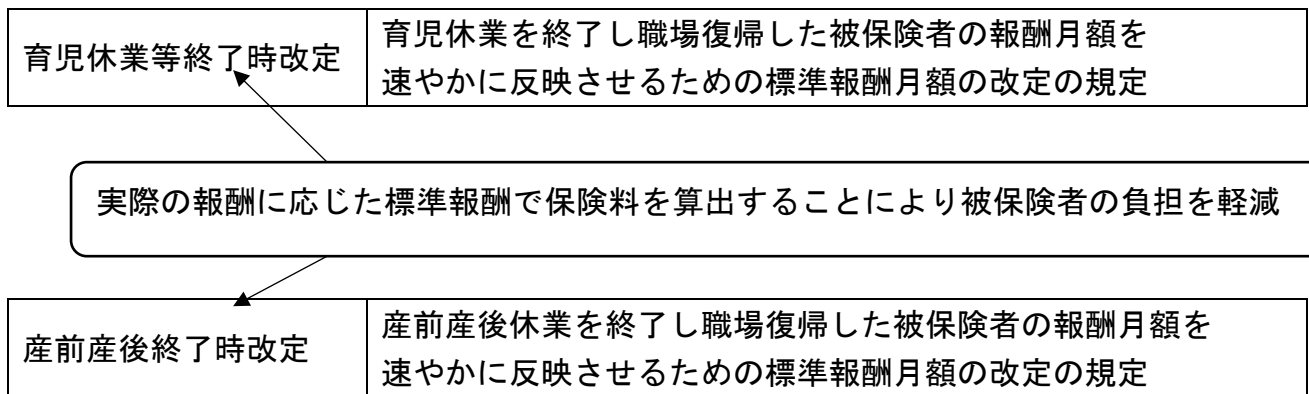 育児休業等終了時改定
育児休業を終了し職場復帰した被保険者の報酬月額を
速やかに反映させるための標準報酬月額の改定の規定
実際の報酬に応じた標準報酬で保険料を算出することにより被保険者の負担を軽減
産前産後終了時改定
産前産後休業を終了し職場復帰した被保険者の報酬月額を
速やかに反映させるための標準報酬月額の改定の規定